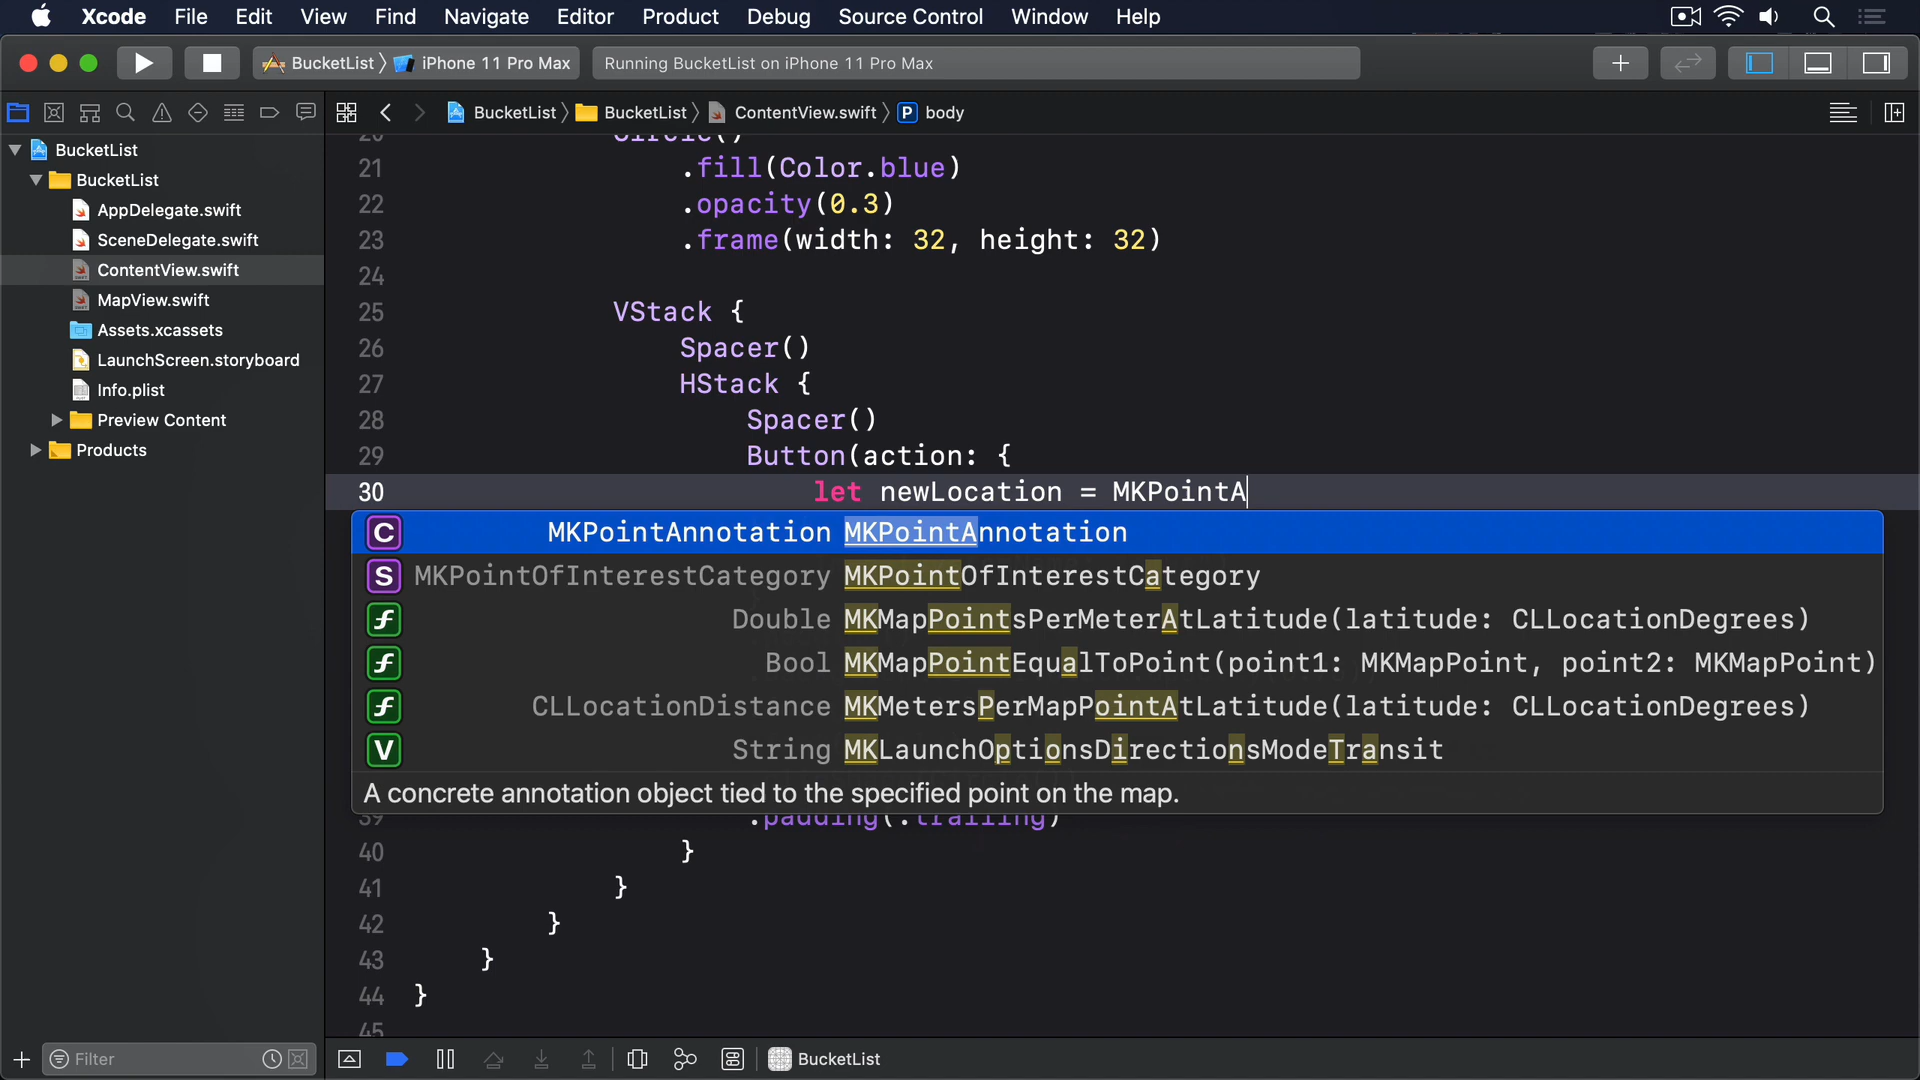 Xcode File Edit View Find Navigate Editor Product Debug Source Control Window Help
BucketList iPhone 11 Pro Max Running BucketList on iPhone 11 Pro Max
BucketList BucketList ContentView.swift P body
BucketList
BucketList
AppDelegate.swift
SceneDelegate.swift
ContentView.swift
MapView.swift
Assets.xcassets
LaunchScreen.storyboard
Info.plist
Preview Content
Products
20 Circle()
21 .fill(Color.blue)
22 .opacity(0.3)
23 .frame(width: 32, height: 32)
24
25 VStack {
26 Spacer()
27 HStack {
28 Spacer()
29 Button(action: {
30 let newLocation = MKPointA
C MKPointAnnotation MKPointAnnotation
S MKPointOfInterestCategory MKPointOfInterestCategory
f Double MKMapPointsPerMeterAtLatitude(latitude: CLLocationDegrees)
f Bool MKMapPointEqualToPoint(point1: MKMapPoint, point2: MKMapPoint)
f CLLocationDistance MKMetersPerMapPointAtLatitude(latitude: CLLocationDegrees)
V String MKLaunchOptionsDirectionsModeTransit
A concrete annotation object tied to the specified point on the map.
39 .padding(.trailing)
40 }
41 }
42 }
43 }
44 }
45
Filter BucketList